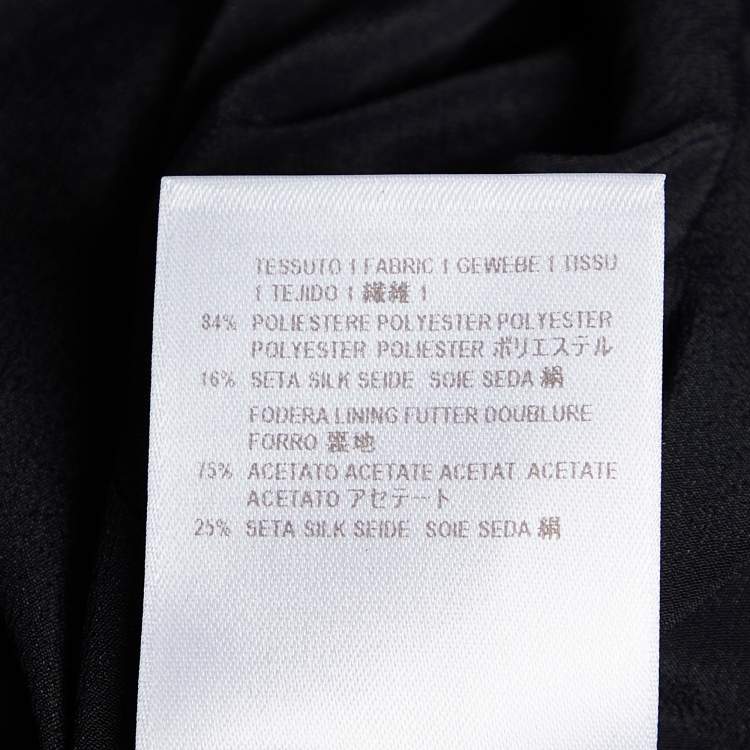 TESSUTO 1 FABRIC 1 GEWEBE 1 TISSU
1 TEJIDO 1 繊維 1
84% POLIESTERE POLYESTER POLYESTER
POLYESTER POLIESTER ポリエステル
16% SETA SILK SEIDE SOIE SEDA 絹
FODERA LINING FUTTER DOUBLURE
FORRO 裏地
75% ACETATO ACETATE ACETAT ACETATE
ACETATO アセテート
25% SETA SILK SEIDE SOIE SEDA 絹